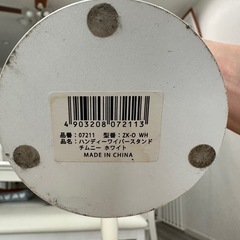 4 903208 072113
品番：07211　型番：ZK-O WH
品名：ハンディーワイパースタンド
チムニー ホワイト
MADE IN CHINA